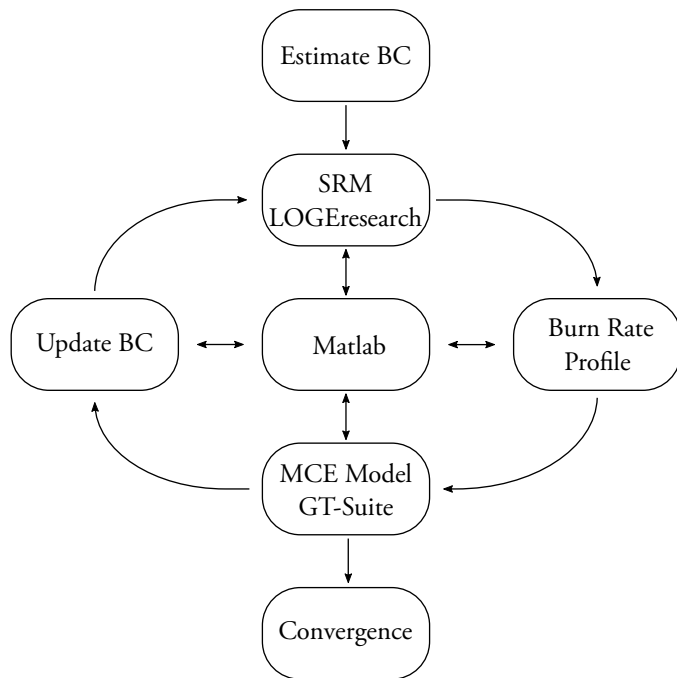 Estimate BC
SRM
LOGEresearch
Update BC
Matlab
Burn Rate
Profile
MCE Model
GT-Suite
Convergence